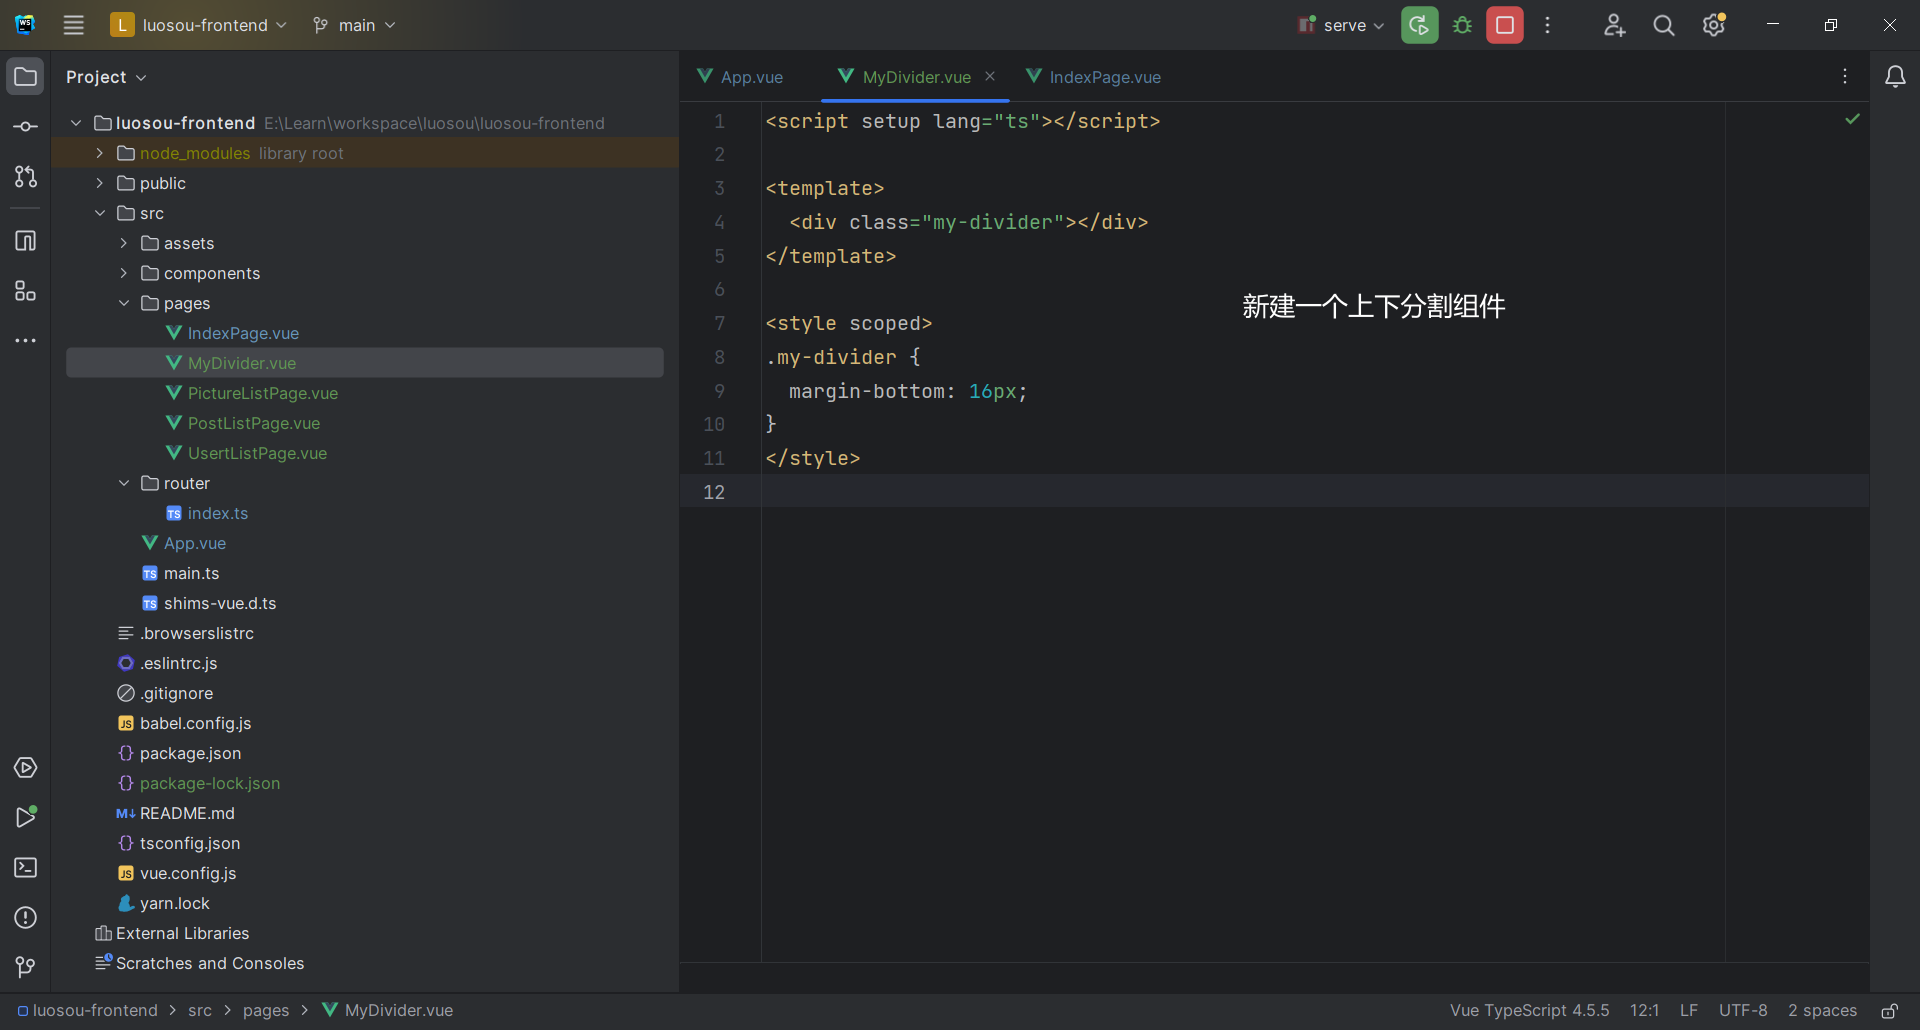 L luosou-frontend main serve
Project
luosou-frontend E:\Learn\workspace\luosou\luosou-frontend
node_modules library root
public
src
assets
components
pages
IndexPage.vue
MyDivider.vue
PictureListPage.vue
PostListPage.vue
UsertListPage.vue
router
index.ts
App.vue
main.ts
shims-vue.d.ts
.browserslistrc
.eslintrc.js
.gitignore
babel.config.js
package.json
package-lock.json
README.md
tsconfig.json
vue.config.js
yarn.lock
External Libraries
Scratches and Consoles
App.vue MyDivider.vue IndexPage.vue
1 <script setup lang="ts"></script>
2
3 <template>
4 <div class="my-divider"></div>
5 </template>
6
新建一个上下分割组件
7 <style scoped>
8 .my-divider {
9 margin-bottom: 16px;
10 }
11 </style>
12
luosou-frontend > src > pages > MyDivider.vue
Vue TypeScript 4.5.5 12:1 LF UTF-8 2 spaces